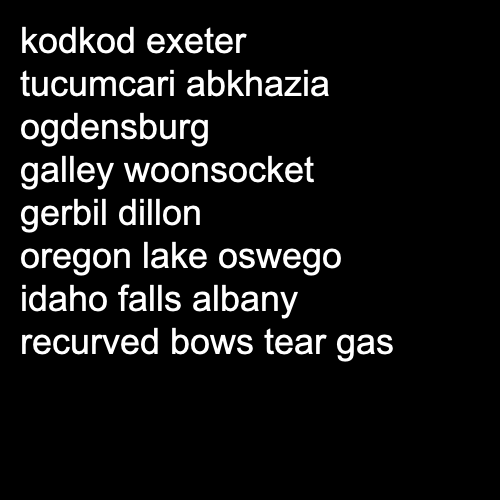 kodkod exeter
tucumcari abkhazia
ogdensburg
galley woonsocket
gerbil dillon
oregon lake oswego
idaho falls albany
recurved bows tear gas